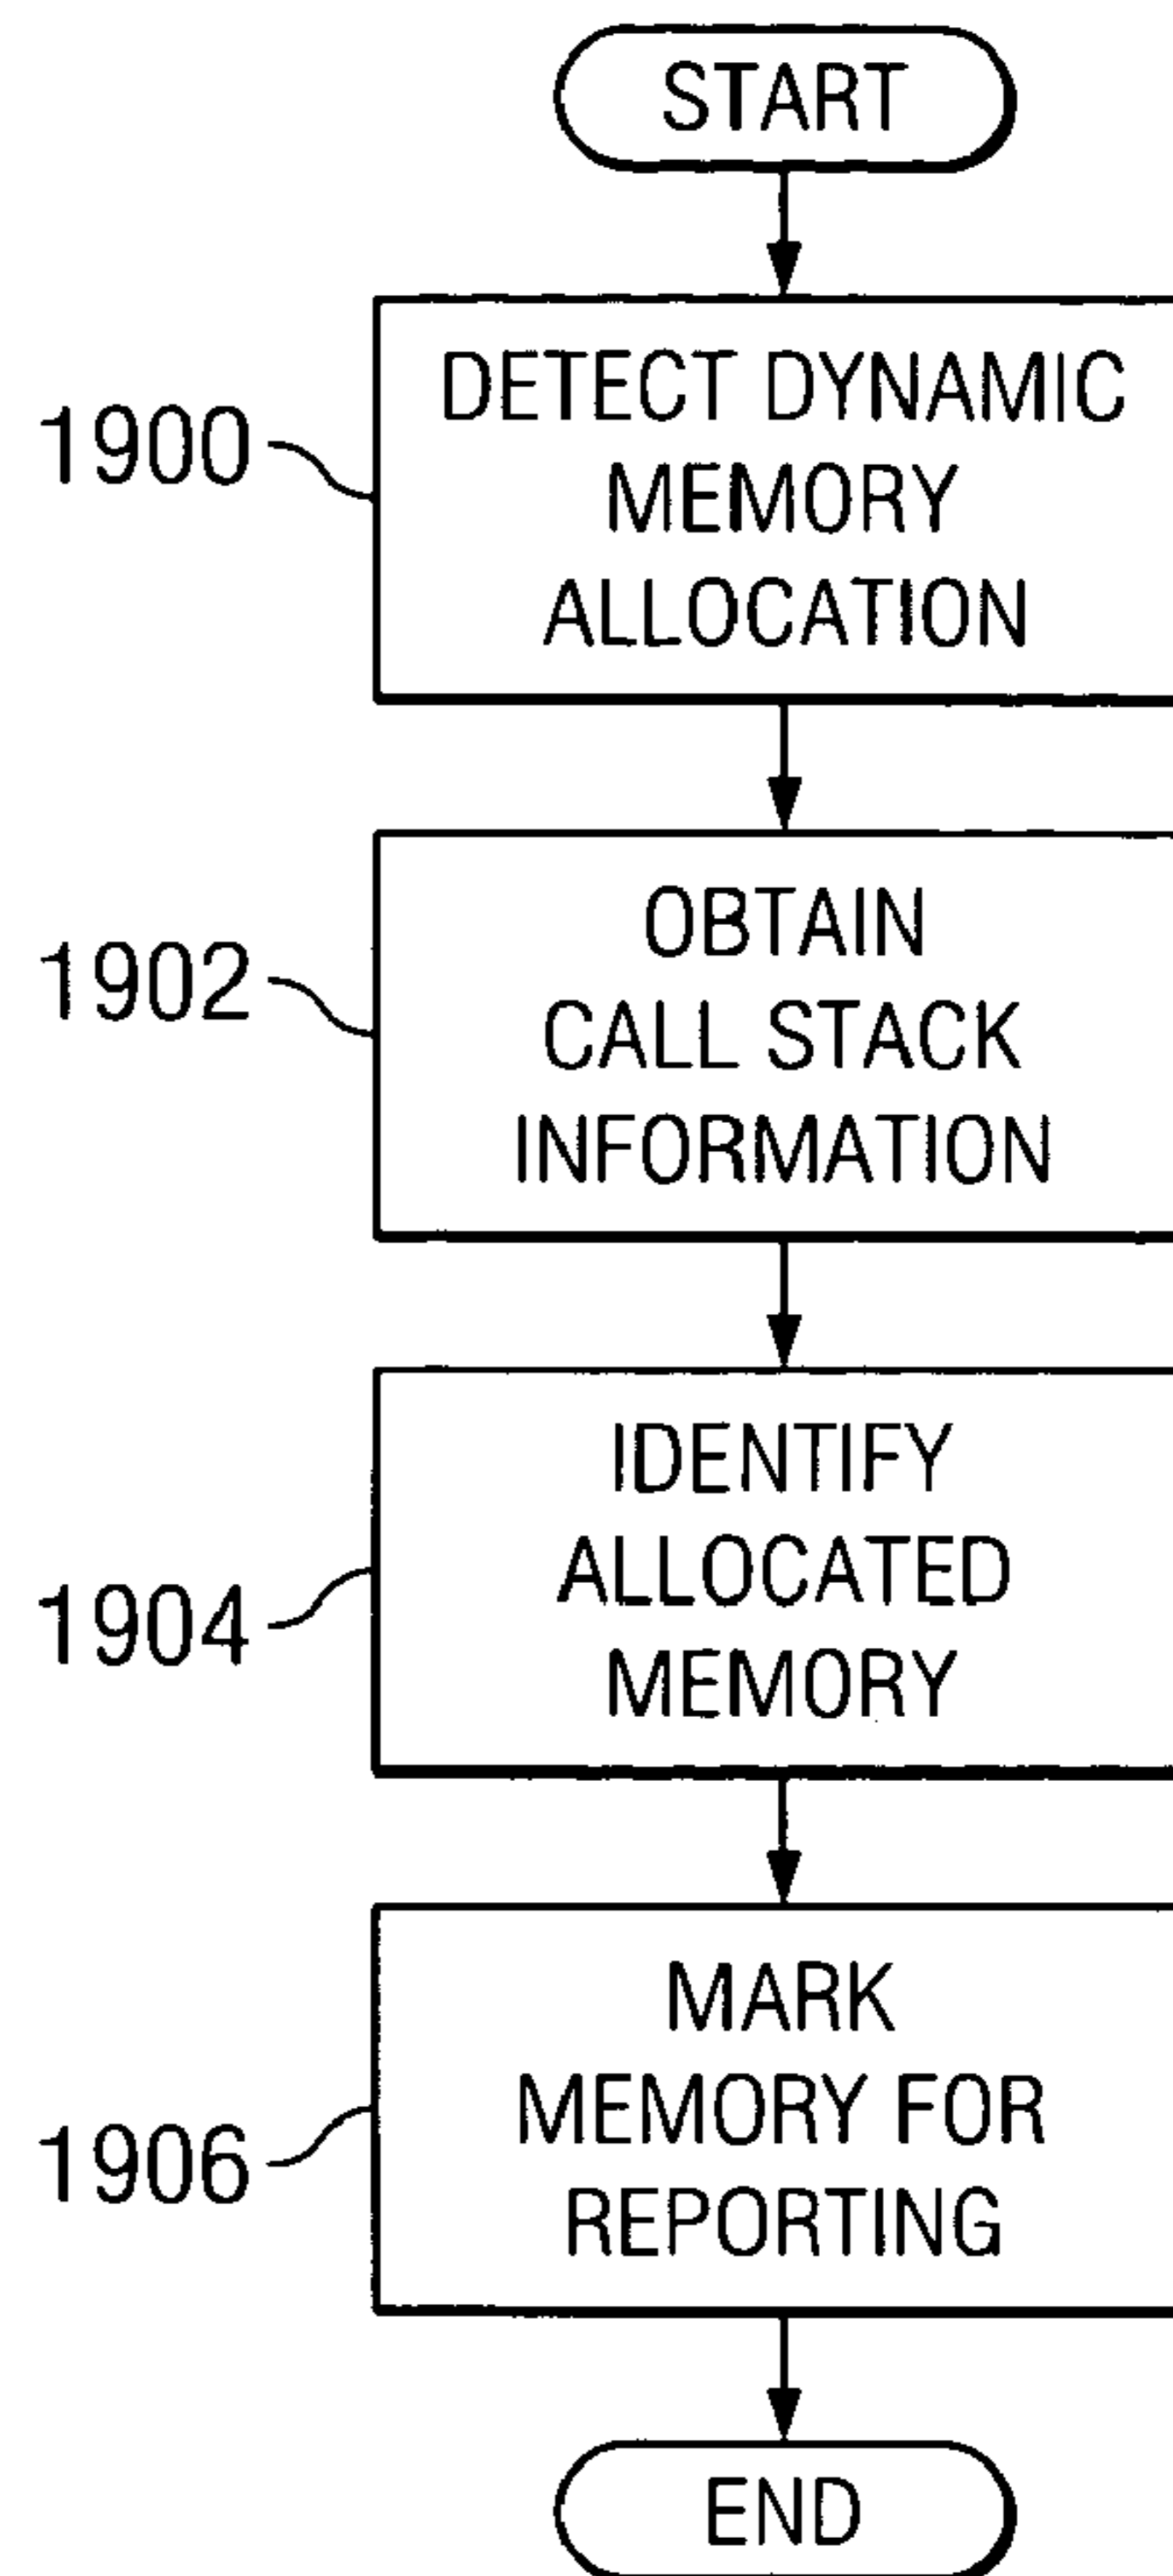 START
1900
DETECT DYNAMIC
MEMORY
ALLOCATION
1902
OBTAIN
CALL STACK
INFORMATION
1904
IDENTIFY
ALLOCATED
MEMORY
1906
MARK
MEMORY FOR
REPORTING
END